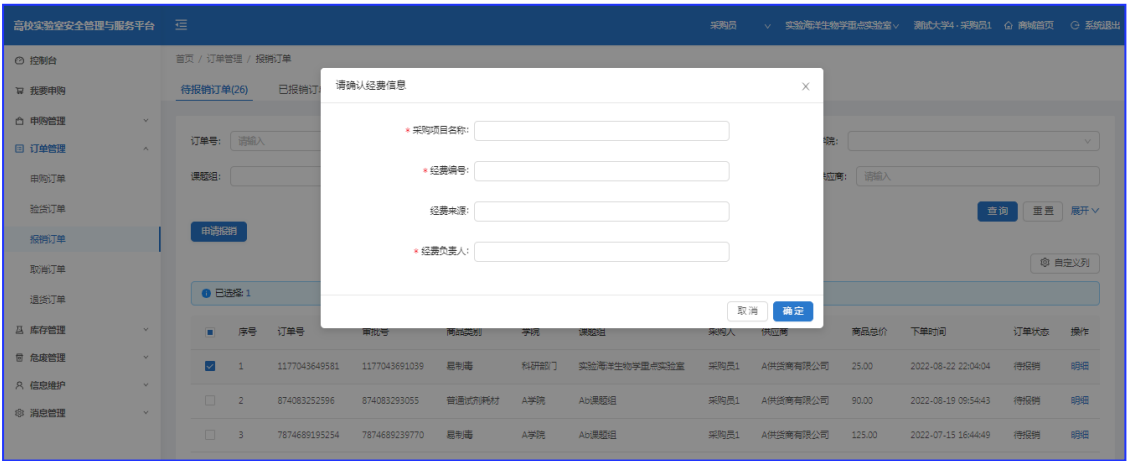 高校实验室安全管理与服务平台
采购员
实验海洋生物学重点实验室
测试大学4 - 采购员1
商城首页
系统退出
控制台
我要申购
申购管理
订单管理
申购订单
验货订单
报销订单
取消订单
退货订单
库存管理
危废管理
信息维护
消息管理
首页 / 订单管理 / 报销订单
待报销订单(26)
已报销订
请确认经费信息
* 采购项目名称:
* 经费编号:
经费来源:
* 经费负责人:
取 消
确 定
订单号: 请输入
院:
课题组:
应商: 请输入
查 询
重 置
展开
申请报销
自定义列
已选择: 1
序号 订单号 审批号 商品类别 学院 课题组 采购人 供应商 商品总价 下单时间 订单状态 操作
1 1177043649581 1177043691039 易制毒 科研部门 实验海洋生物学重点实验室 采购员1 A供货商有限公司 25.00 2022-08-22 22:04:04 待报销 明细
2 874083252596 874083293055 普通试剂耗材 A学院 Ab课题组 采购员1 A供货商有限公司 90.00 2022-08-19 09:54:43 待报销 明细
3 7874689195254 7874689239770 易制毒 A学院 Ab课题组 采购员1 A供货商有限公司 125.00 2022-07-15 16:44:49 待报销 明细